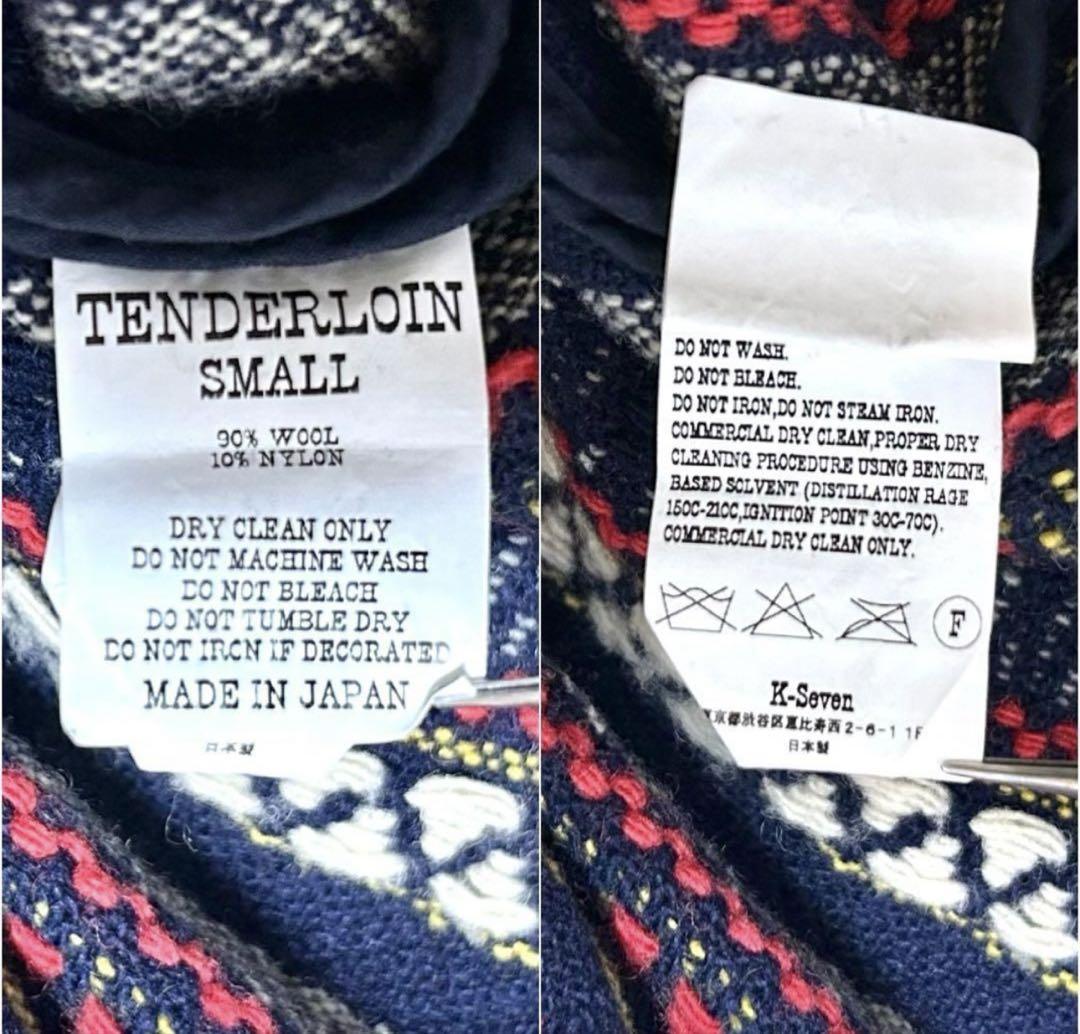 TENDERLOIN
SMALL
90% WOOL
10% NYLON
DRY CLEAN ONLY
DO NOT MACHINE WASH
DO NOT BLEACH
DO NOT TUMBLE DRY
DO NOT IRON IF DECORATED
MADE IN JAPAN
日本製
DO NOT WASH.
DO NOT BLEACH.
DO NOT IRON,DO NOT STEAM IRON.
COMMERCIAL DRY CLEAN,PROPER DRY
CLEANING PROCEDURE USING BENZINE,
BASED SOLVENT (DISTILLATION RAGE
150C-210C,IGNITION POINT 30C-70C).
COMMERCIAL DRY CLEAN ONLY.
F
K-Seven
東京都渋谷区恵比寿西2-6-1 1F
日本製